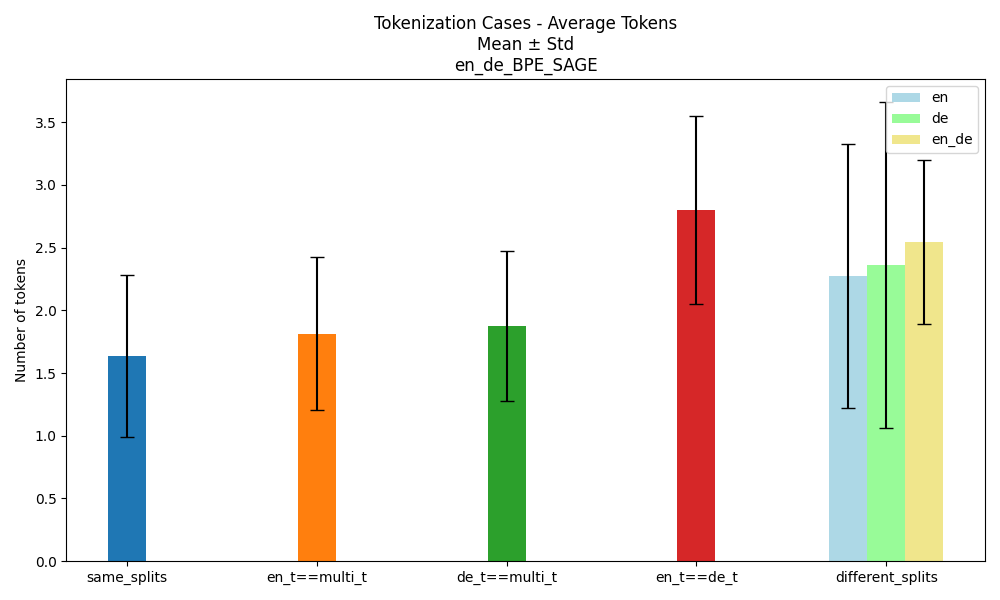 Tokenization Cases - Average Tokens
Mean ± Std
en_de_BPE_SAGE
en
de
en_de
Number of tokens
3.5
3.0
2.5
2.0
1.5
1.0
0.5
0.0
same_splits
en_t==multi_t
de_t==multi_t
en_t==de_t
different_splits